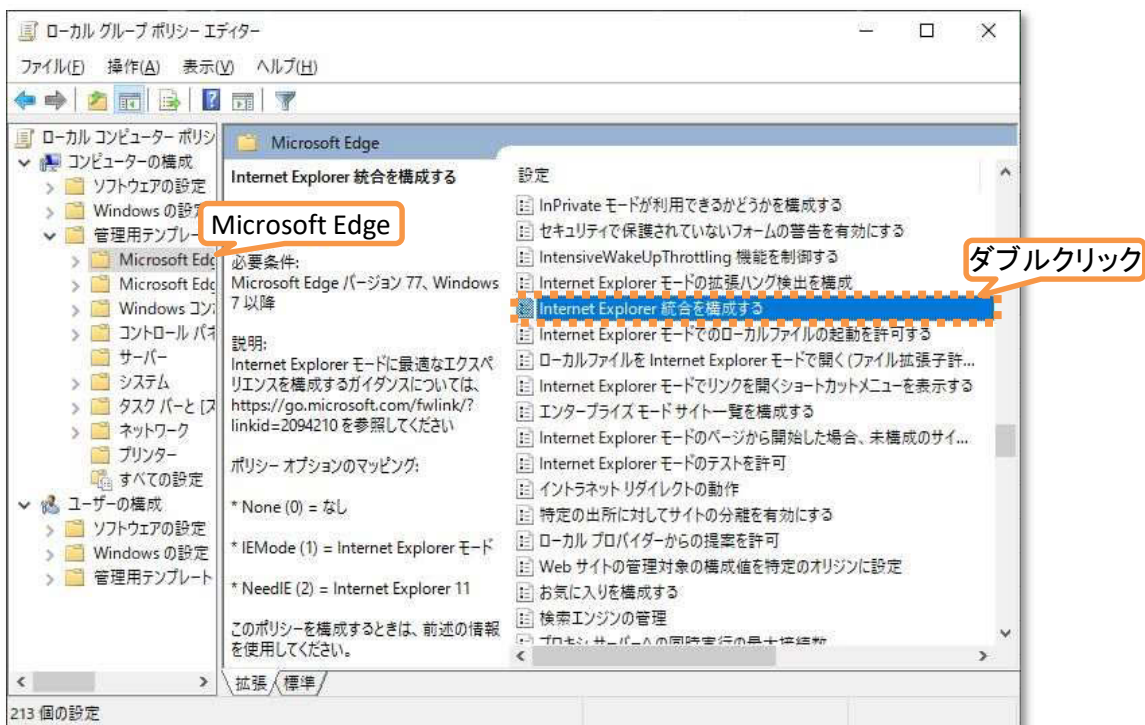 ローカル グループ ポリシー エディター
ファイル(F) 操作(A) 表示(V) ヘルプ(H)
ローカル コンピューター ポリシ
コンピューターの構成
ソフトウェアの設定
Windows の設定
管理用テンプレート
Microsoft Edg
Microsoft Edg
Windows コン
コントロール パネ
サーバー
システム
タスク バーと [ス
ネットワーク
プリンター
すべての設定
ユーザーの構成
ソフトウェアの設定
Windows の設定
管理用テンプレート
Microsoft Edge
Microsoft Edge
Internet Explorer 統合を構成する
必要条件:
Microsoft Edge バージョン 77、Windows
7 以降
説明:
Internet Explorer モードに最適なエクスペ
リエンスを構成するガイダンスについては、
https://go.microsoft.com/fwlink/?
linkid=2094210 を参照してください
ポリシー オプションのマッピング:
* None (0) = なし
* IEMode (1) = Internet Explorer モード
* NeedIE (2) = Internet Explorer 11
このポリシーを構成するときは、前述の情報
を使用してください。
設定
InPrivate モードが利用できるかどうかを構成する
セキュリティで保護されていないフォームの警告を有効にする
IntensiveWakeUpThrottling 機能を制御する
Internet Explorer モードの拡張ハング検出を構成
Internet Explorer 統合を構成する
ダブルクリック
Internet Explorer モードでのローカルファイルの起動を許可する
ローカルファイルを Internet Explorer モードで開く (ファイル拡張子許...
Internet Explorer モードでリンクを開くショートカットメニューを表示する
エンタープライズ モード サイト一覧を構成する
Internet Explorer モードのページから開始した場合、未構成のサイ...
Internet Explorer モードのテストを許可
イントラネット リダイレクトの動作
特定の出所に対してサイトの分離を有効にする
ローカル プロバイダーからの提案を許可
Web サイトの管理対象の構成値を特定のオリジンに設定
お気に入りを構成する
検索エンジンの管理
プロキシ サーバーへの同時実行の最大接続数
拡張 標準
213 個の設定